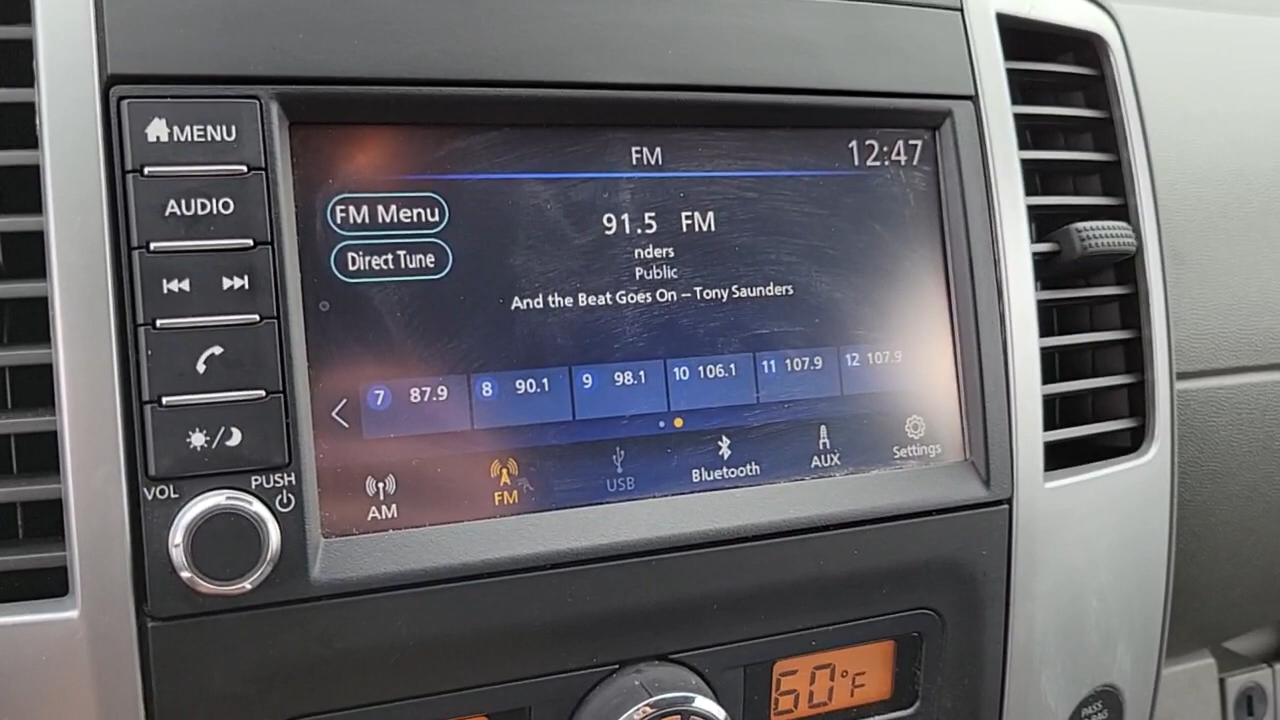 MENU
AUDIO
VOL
PUSH
FM
12:47
FM Menu
Direct Tune
91.5 FM
nders
Public
And the Beat Goes On – Tony Saunders
7 87.9
8 90.1
9 98.1
10 106.1
11 107.9
12 107.9
AM
FM
USB
Bluetooth
AUX
Settings
60°F
PASS